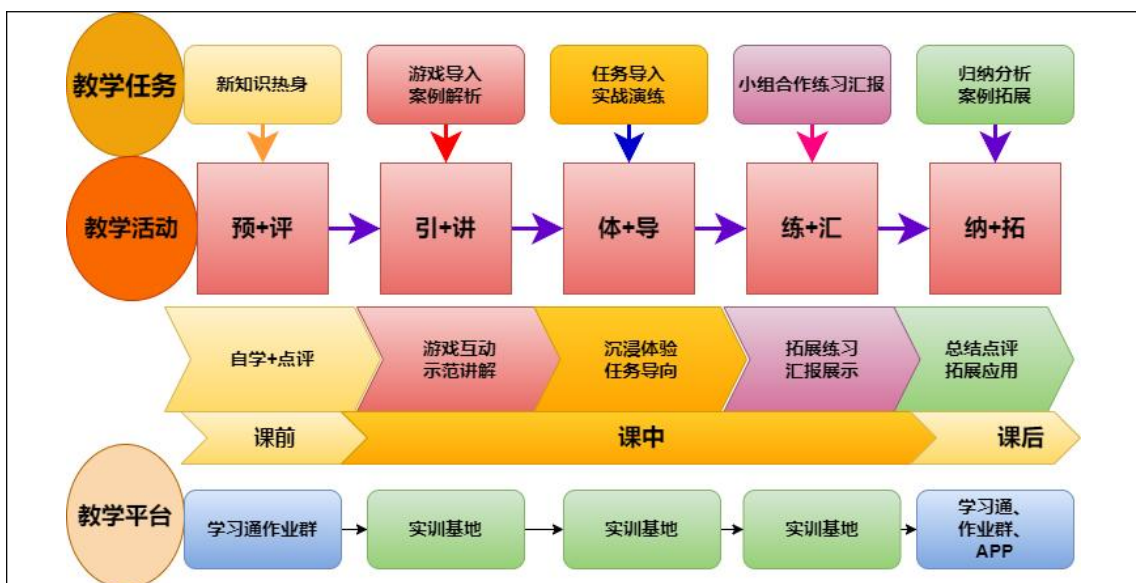 教学任务
新知识热身
游戏导入
案例解析
任务导入
实战演练
小组合作练习汇报
归纳分析
案例拓展
教学活动
预+评
引+讲
体+导
练+汇
纳+拓
自学+点评
游戏互动
示范讲解
沉浸体验
任务导向
拓展练习
汇报展示
总结点评
拓展应用
课前
课中
课后
教学平台
学习通作业群
实训基地
实训基地
实训基地
学习通、
作业群、
APP